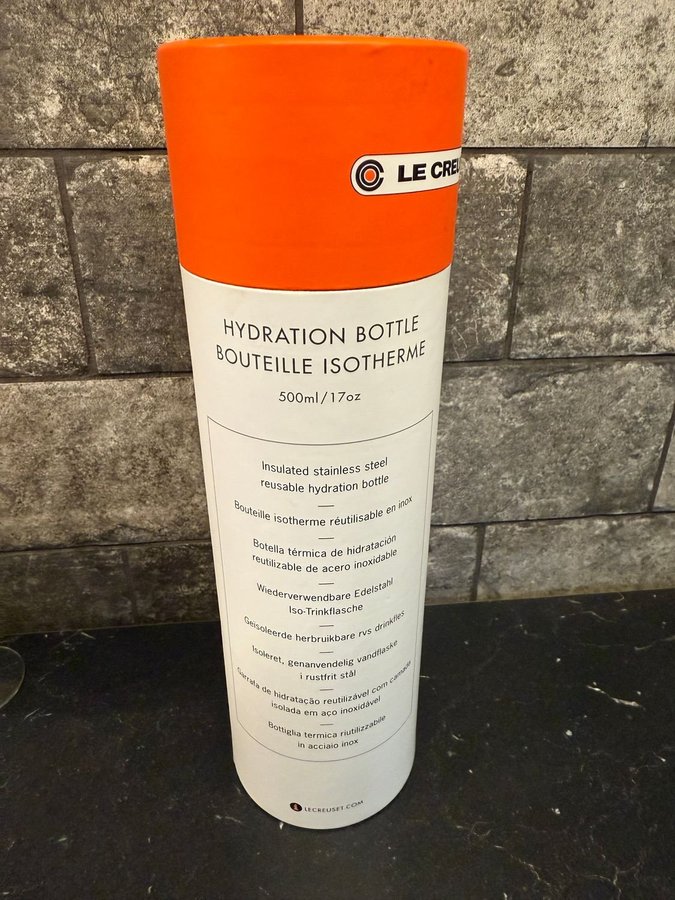 LE CREU
HYDRATION BOTTLE
BOUTEILLE ISOTHERME
500ml/17oz
Insulated stainless steel
reusable hydration bottle
Bouteille isotherme réutilisable en inox
Botella térmica de hidratación
reutilizable de acero inoxidable
Wiederverwendbare Edelstahl
Iso-Trinkflasche
Geïsoleerde herbruikbare rvs drinkfles
Isoleret, genanvendelig vandflaske
i rustfrit stål
Garrafa de hidratação reutilizável com camada
isolada em aço inoxidável
Bottiglia termica riutilizzabile
in acciaio inox
LECREUSET.COM